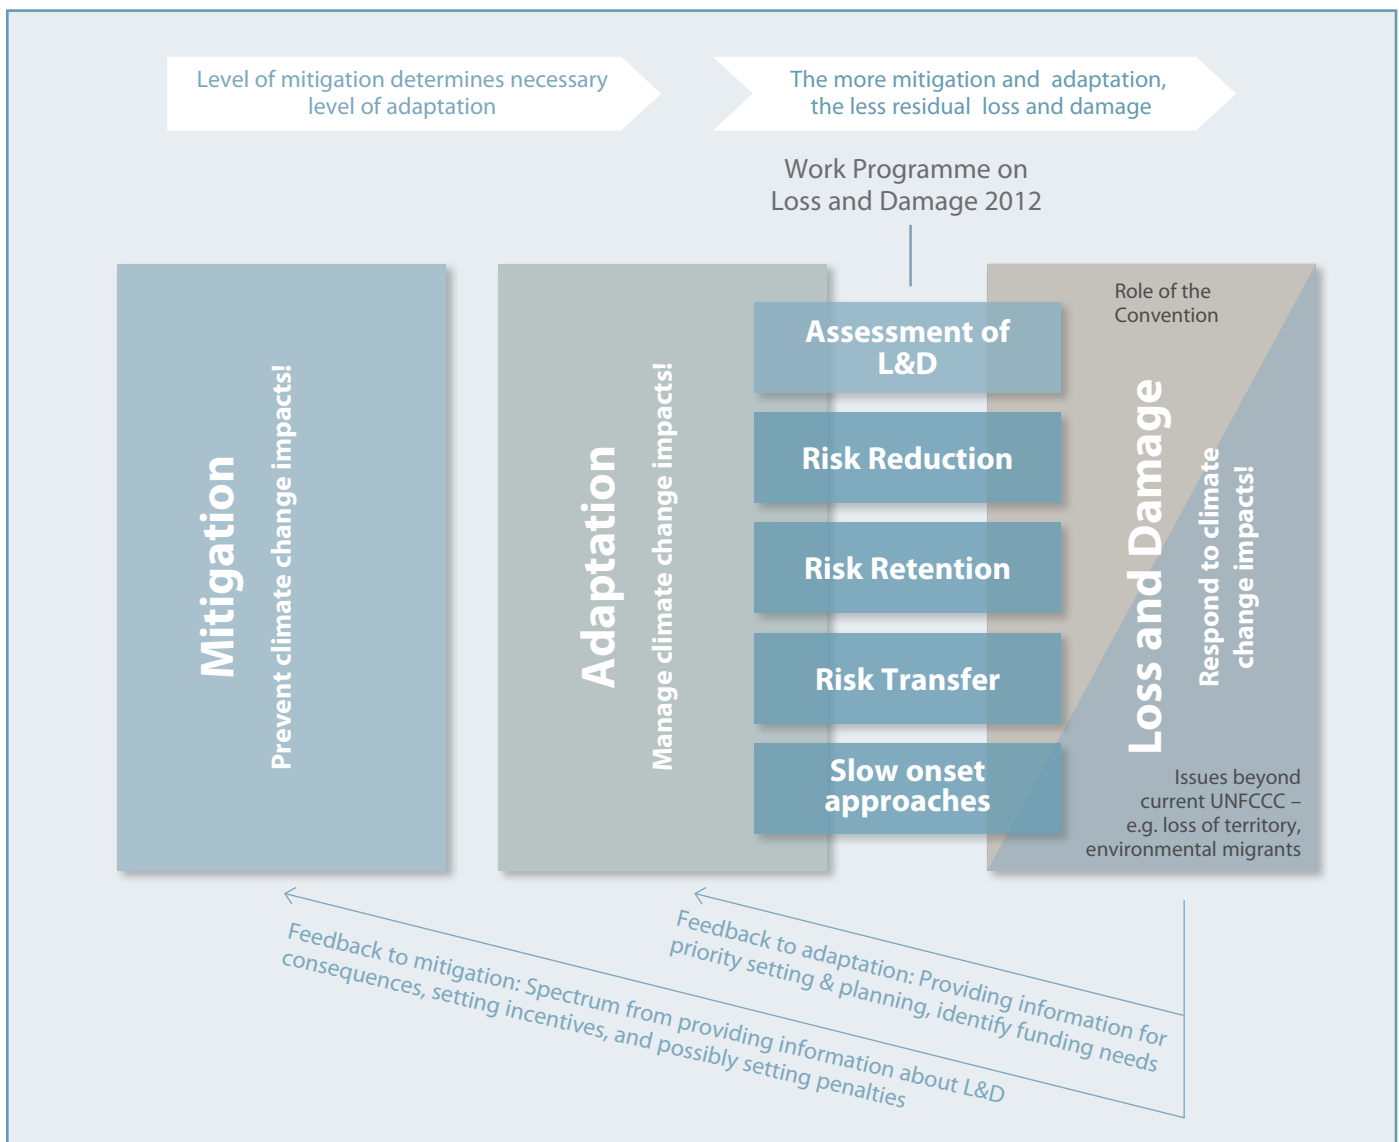 Level of mitigation determines necessary
level of adaptation
The more mitigation and adaptation,
the less residual loss and damage
Work Programme on
Loss and Damage 2012
Mitigation
Prevent climate change impacts!
Adaptation
Manage climate change impacts!
Assessment of
L&D
Risk Reduction
Risk Retention
Risk Transfer
Slow onset
approaches
Role of the
Convention
Loss and Damage
Respond to climate
change impacts!
Issues beyond
current UNFCCC –
e.g. loss of territory,
environmental migrants
Feedback to adaptation: Providing information for
priority setting & planning, identify funding needs
Feedback to mitigation: Spectrum from providing information about L&D
consequences, setting incentives, and possibly setting penalties